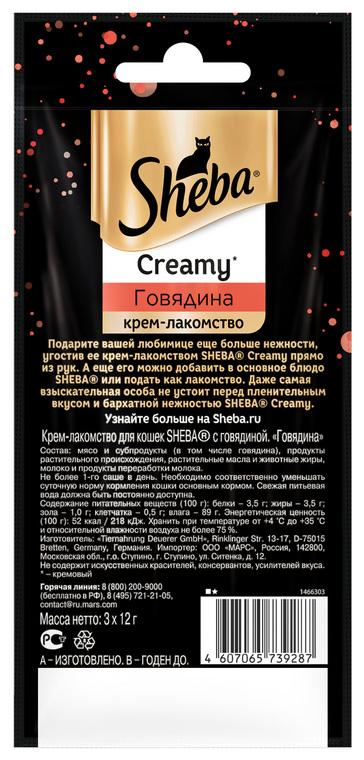 Sheba®
Creamy*
Говядина
крем-лакомство
Подарите вашей любимице еще больше нежности,
угостив ее крем-лакомством SHEBA® Creamy прямо
из рук. А еще его можно добавить в основное блюдо
SHEBA® или подать как лакомство. Даже самая
взыскательная особа не устоит перед пленительным
вкусом и бархатной нежностью SHEBA® Creamy.
Узнайте больше на Sheba.ru
Крем-лакомство для кошек SHEBA® с говядиной. «Говядина»
Состав: мясо и субпродукты (в том числе говядина), продукты
растительного происхождения, растительные масла и животные жиры,
молоко и продукты переработки молока.
Не более 1-го саше в день. Необходимо соответственно уменьшать
суточную норму кормления кошки основным кормом. Свежая питьевая
вода должна быть постоянно доступна.
Содержание питательных веществ (100 г): белки – 3,5 г; жиры – 3,5 г;
зола – 1,0 г; клетчатка – 0,5 г; влага – 89 г. Энергетическая ценность
(100 г): 52 ккал / 218 кДж. Хранить при температуре от +4 °С до +35 °С
и относительной влажности воздуха не более 75 %.
Изготовитель: «Tiernahrung Deuerer GmbH», Rinklinger Str. 13-17, D-75015
Bretten, Germany, Германия. Импортер: ООО «МАРС», Россия, 142800,
Московская обл., г.о. Ступино, г. Ступино, ул. Ситенка, д. 12.
Не содержит искусственных красителей, консервантов, усилителей вкуса.
* - кремовый
Горячая линия: 8 (800) 200-9000
(бесплатно в РФ), 8 (495) 721-21-05,
contact@ru.mars.com
1466303
Масса нетто: 3 х 12 г
А – ИЗГОТОВЛЕНО. В – ГОДЕН ДО.
4 607065 739287